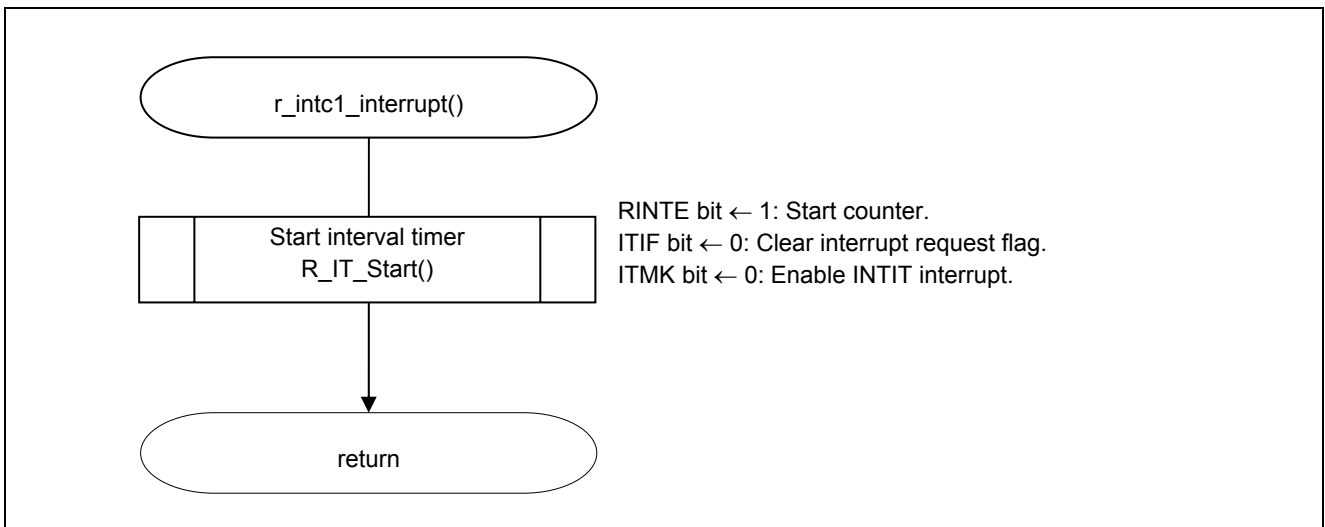 r_intc1_interrupt()
Start interval timer
R_IT_Start()
RINTE bit ← 1: Start counter.
ITIF bit ← 0: Clear interrupt request flag.
ITMK bit ← 0: Enable INTIT interrupt.
return